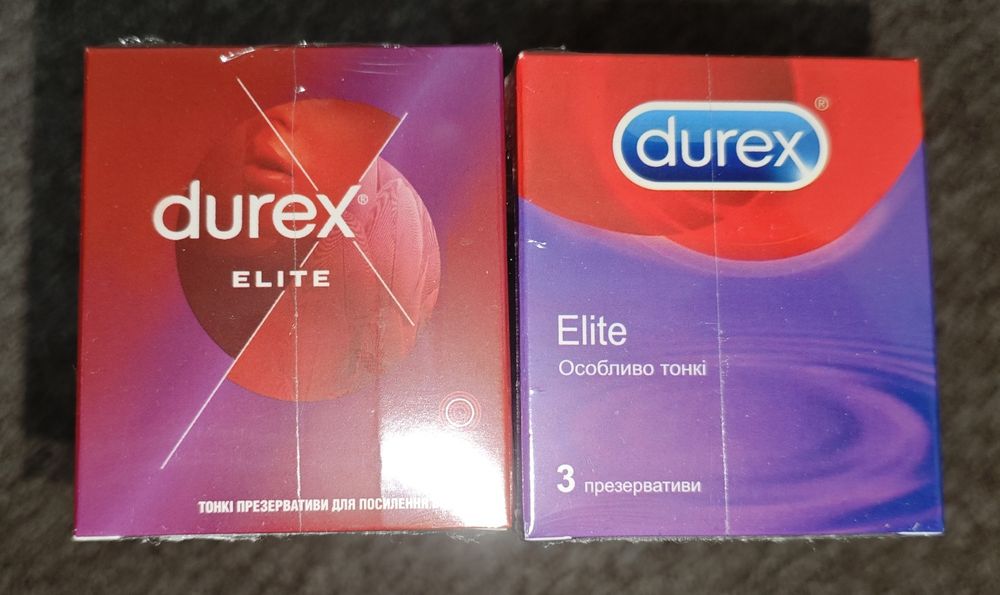 durex®
ELITE
ТОНКІ ПРЕЗЕРВАТИВИ ДЛЯ ПОСИЛЕННЯ
durex®
Elite
Особливо тонкі
3 презервативи